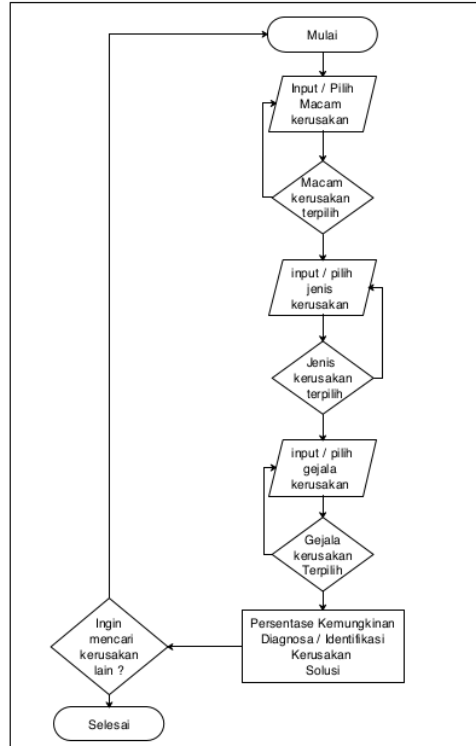 Mulai
Input / Pilih
Macam
kerusakan
Macam
kerusakan
terpilih
input / pilih
jenis
kerusakan
Jenis
kerusakan
terpilih
input / pilih
gejala
kerusakan
Gejala
kerusakan
Terpilih
Persentase Kemungkinan
Diagnosa / Identifikasi
Kerusakan
Solusi
Ingin
mencari
kerusakan
lain ?
Selesai